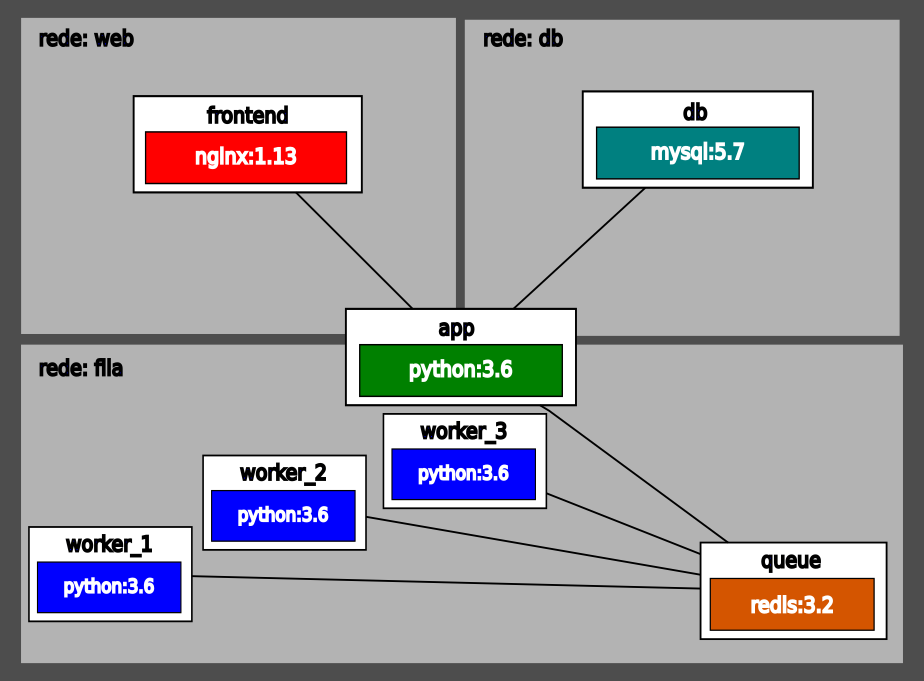 rede: web
rede: db
frontend
nginx:1.13
db
mysql:5.7
app
python:3.6
rede: fila
worker_3
python:3.6
worker_2
python:3.6
worker_1
python:3.6
queue
redis:3.2